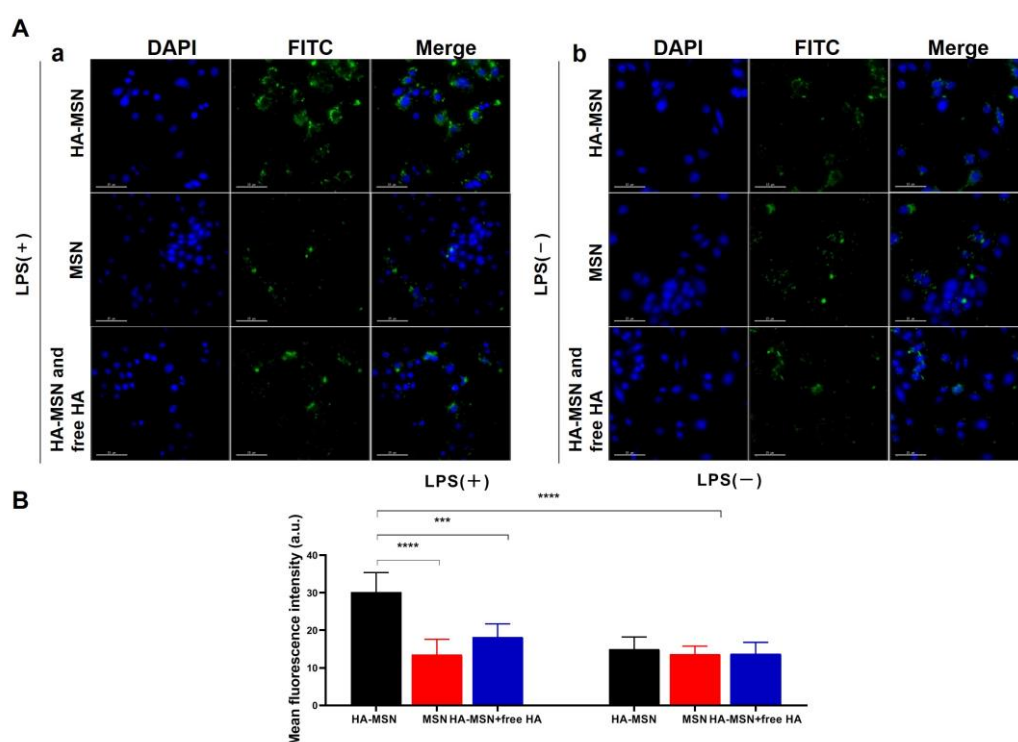 A
a
DAPI FITC Merge
LPS(+)
HA-MSN
MSN
HA-MSN and
free HA
b
DAPI FITC Merge
LPS(−)
HA-MSN
MSN
HA-MSN and
free HA
B
LPS(+) LPS(−)
****
***
****
Mean fluorescence intensity (a.u.)
40
30
20
10
0
HA-MSN MSN HA-MSN+free HA HA-MSN MSN HA-MSN+free HA